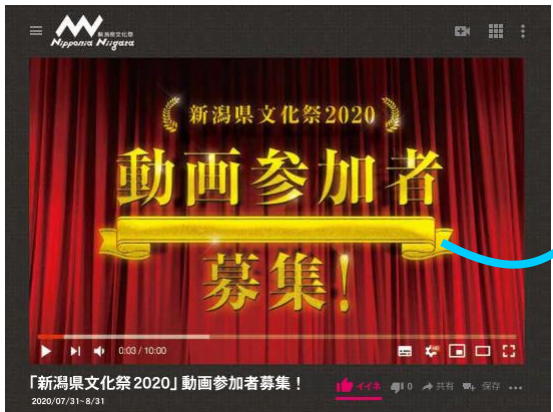 新潟県文化祭
Nipponia Niigata
新潟県文化祭2020
動画参加者
募集!
0:03 / 10:00
HD
「新潟県文化祭2020」動画参加者募集!
イイネ
0
共有
保存
2020/07/31~8/31